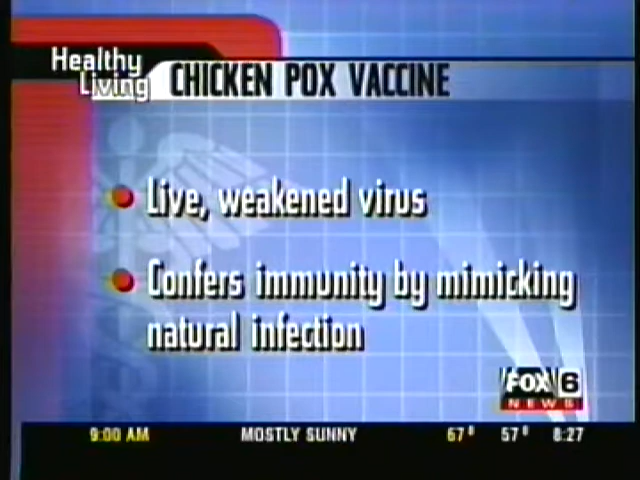 Healthy
Living
CHICKEN POX VACCINE
Live, weakened virus
Confers immunity by mimicking
natural infection
FOX 6
NEWS
9:00 AM MOSTLY SUNNY 67° 57° 8:27